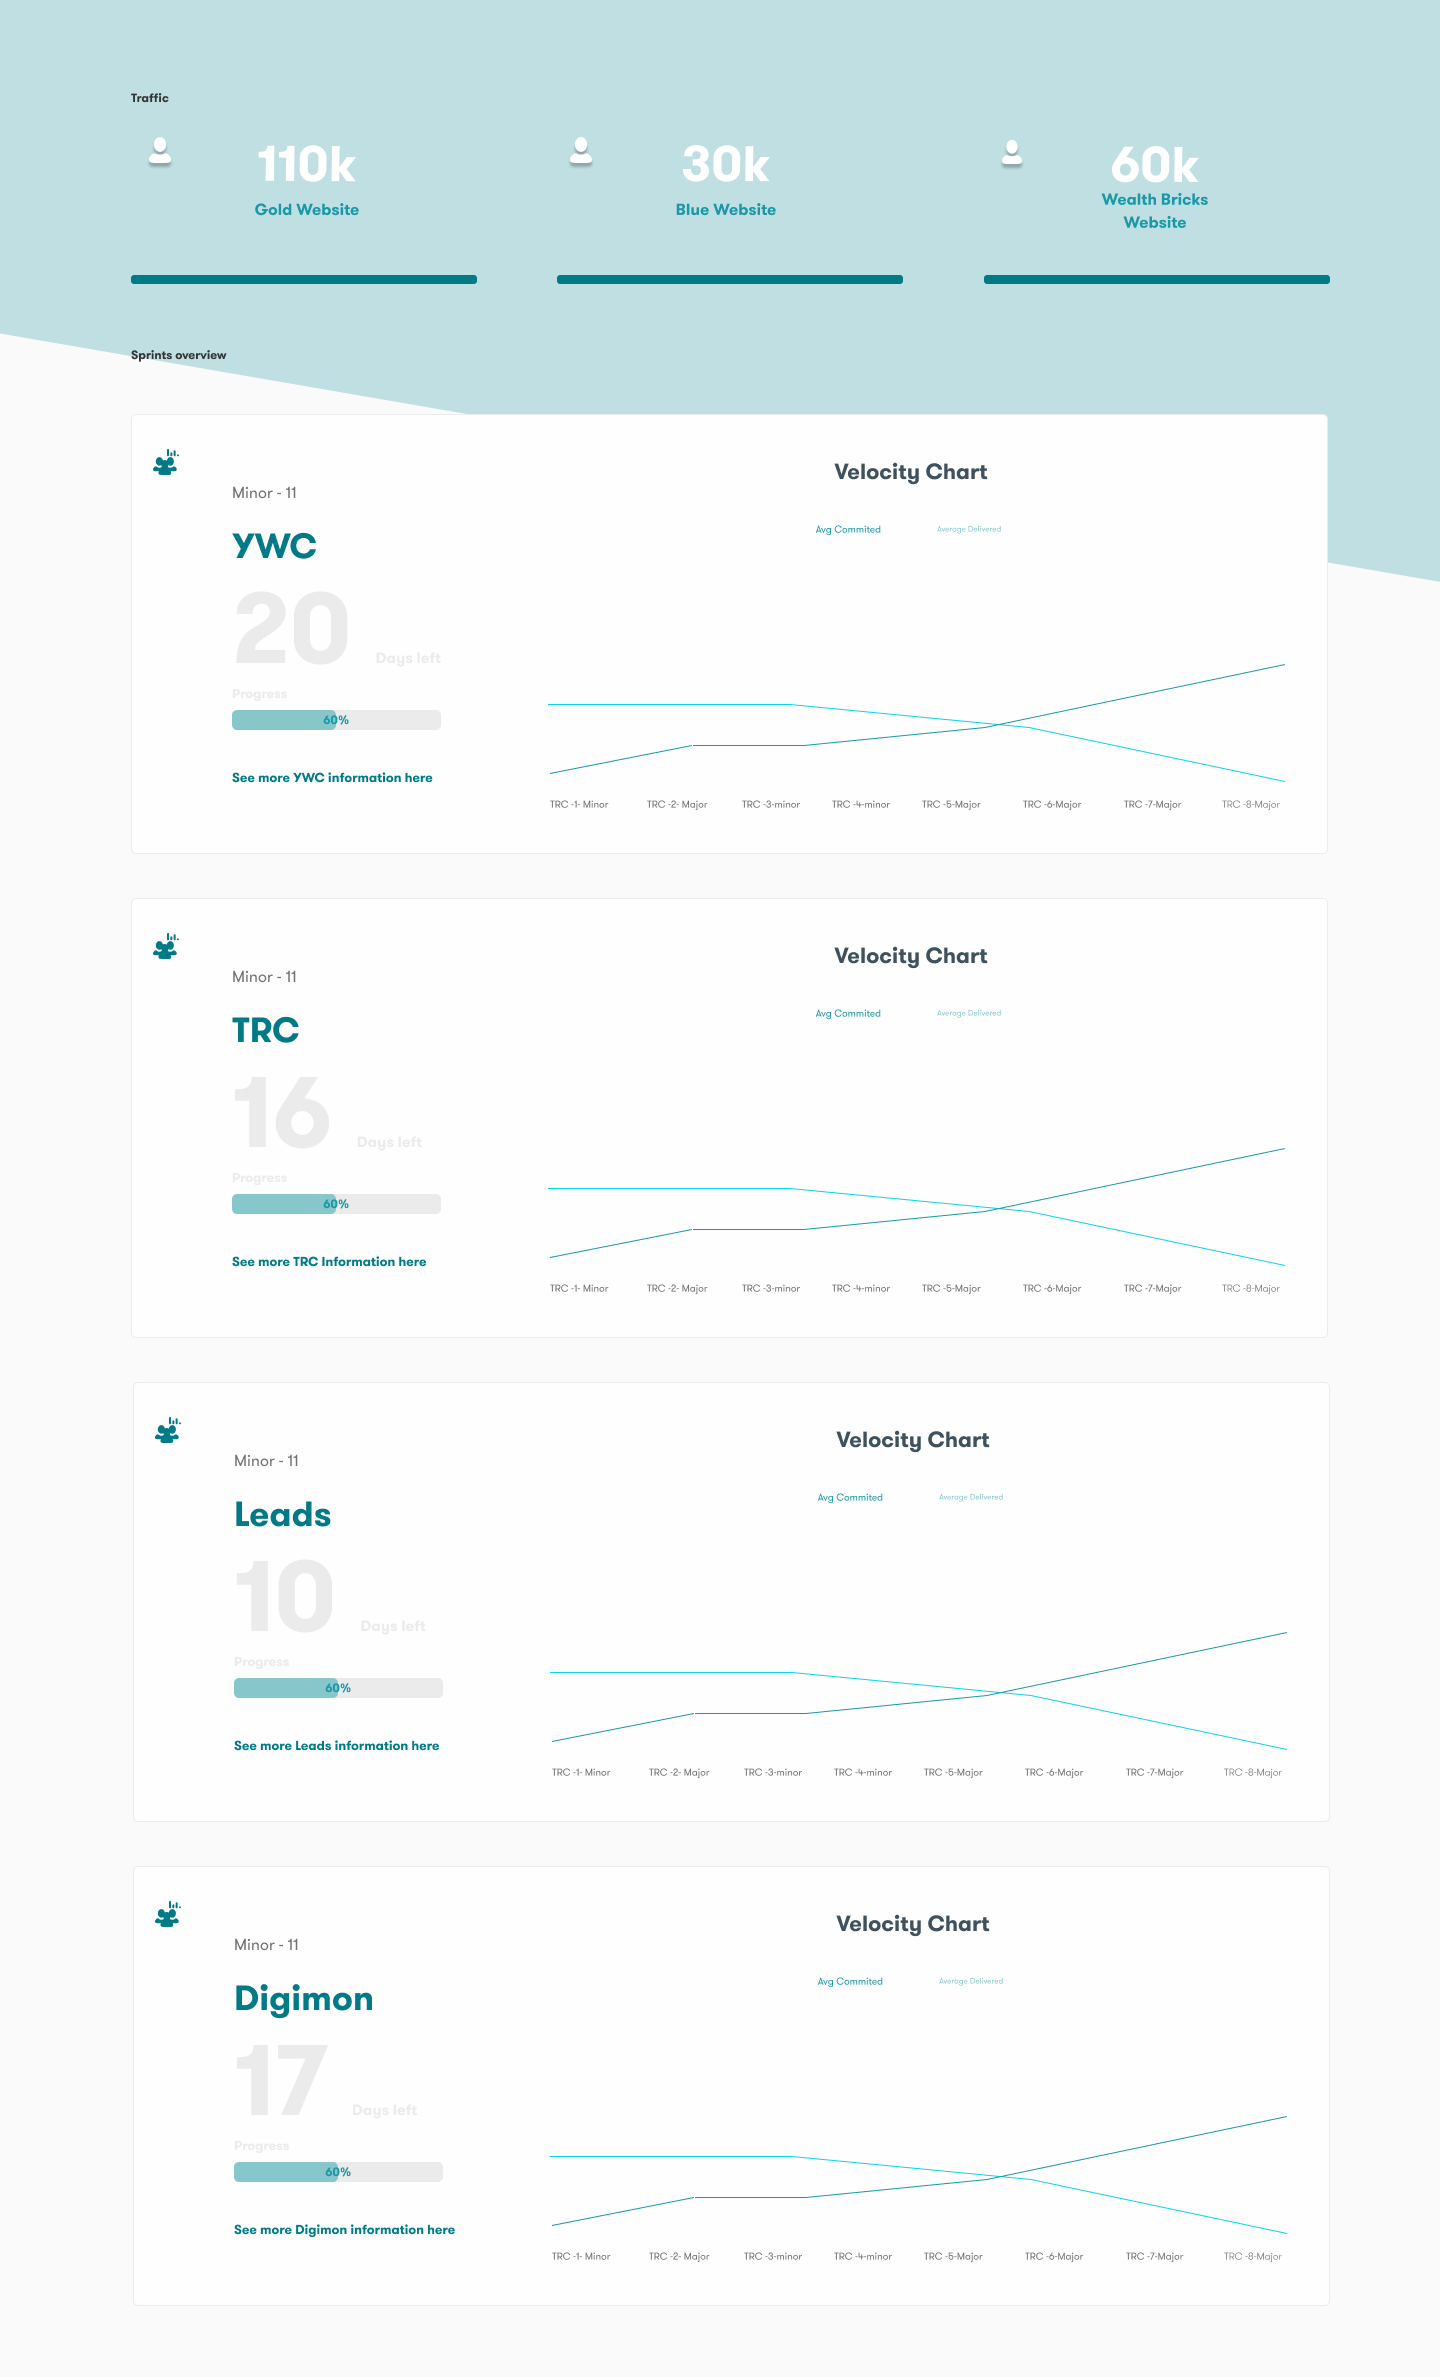 Traffic
110k
Gold Website
30k
Blue Website
60k
Wealth Bricks
Website
Sprints overview
Minor - 11
YWC
20 Days left
Progress
60%
See more YWC information here
Velocity Chart
Avg Commited Average Delivered
TRC -1- Minor TRC -2- Major TRC -3-minor TRC -4-minor TRC -5-Major TRC -6-Major TRC -7-Major TRC -8-Major
Minor - 11
TRC
16 Days left
Progress
60%
See more TRC Information here
Velocity Chart
Avg Commited Average Delivered
TRC -1- Minor TRC -2- Major TRC -3-minor TRC -4-minor TRC -5-Major TRC -6-Major TRC -7-Major TRC -8-Major
Minor - 11
Leads
10 Days left
Progress
60%
See more Leads information here
Velocity Chart
Avg Commited Average Delivered
TRC -1- Minor TRC -2- Major TRC -3-minor TRC -4-minor TRC -5-Major TRC -6-Major TRC -7-Major TRC -8-Major
Minor - 11
Digimon
17 Days left
Progress
60%
See more Digimon information here
Velocity Chart
Avg Commited Average Delivered
TRC -1- Minor TRC -2- Major TRC -3-minor TRC -4-minor TRC -5-Major TRC -6-Major TRC -7-Major TRC -8-Major